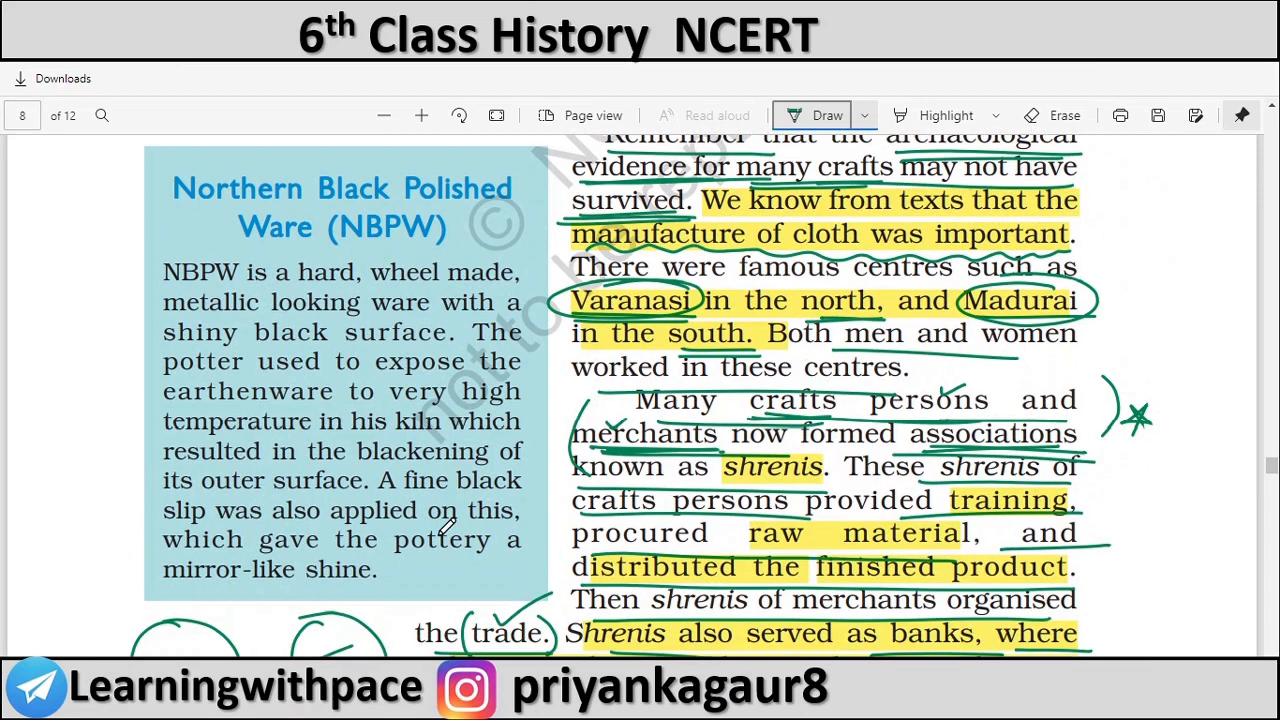 6th Class History NCERT
Downloads
8 of 12
Page view
Read aloud
Draw
Highlight
Erase
Northern Black Polished
Ware (NBPW)
NBPW is a hard, wheel made,
metallic looking ware with a
shiny black surface. The
potter used to expose the
earthenware to very high
temperature in his kiln which
resulted in the blackening of
its outer surface. A fine black
slip was also applied on this,
which gave the pottery a
mirror-like shine.
Remember that the archaeological
evidence for many crafts may not have
survived. We know from texts that the
manufacture of cloth was important.
There were famous centres such as
Varanasi in the north, and Madurai
in the south. Both men and women
worked in these centres.
Many crafts persons and
merchants now formed associations
known as shrenis. These shrenis of
crafts persons provided training,
procured raw material, and
distributed the finished product.
Then shrenis of merchants organised
the trade. Shrenis also served as banks, where
Learningwithpace
priyankagaur8